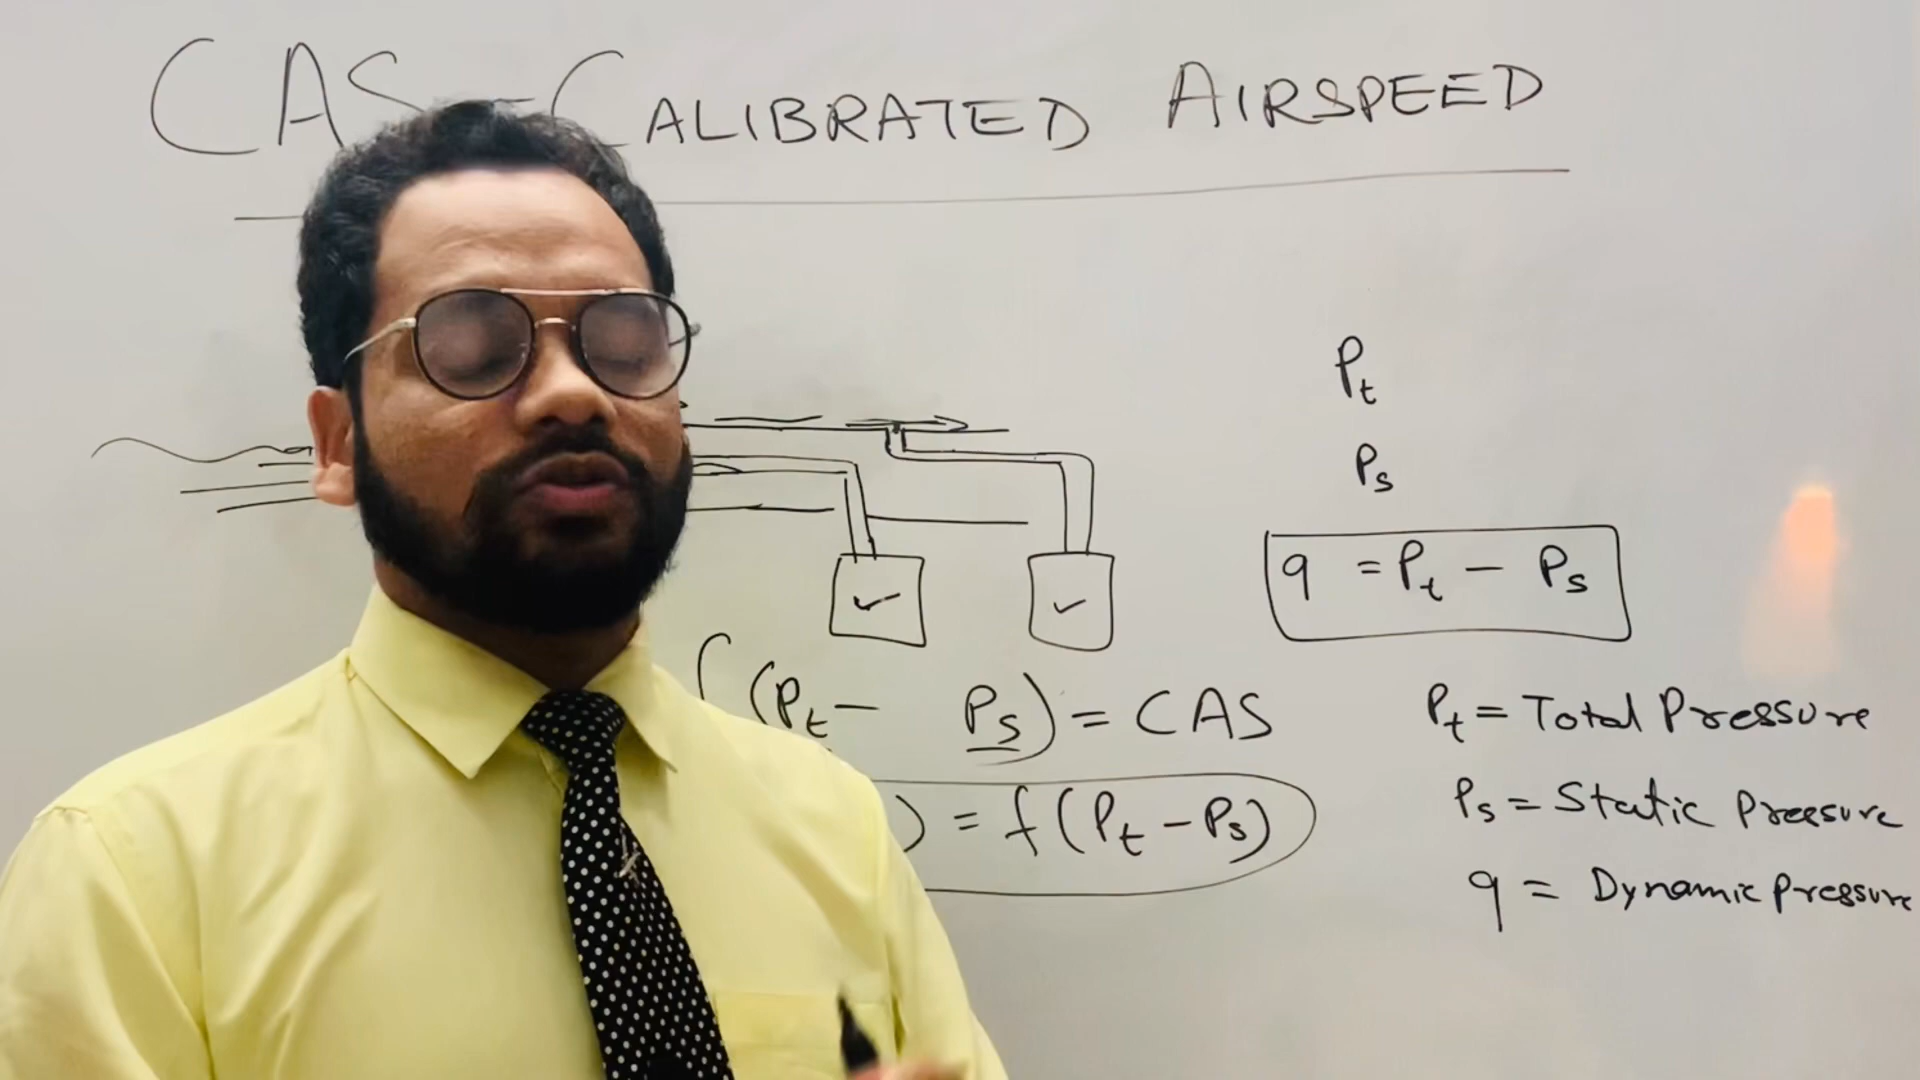 CAS - CALIBRATED AIRSPEED
Pt
Ps
q = Pt - Ps
(Pt - Ps) = CAS
) = f(Pt - Ps)
Pt = Total Pressure
Ps = Static Pressure
q = Dynamic Pressure